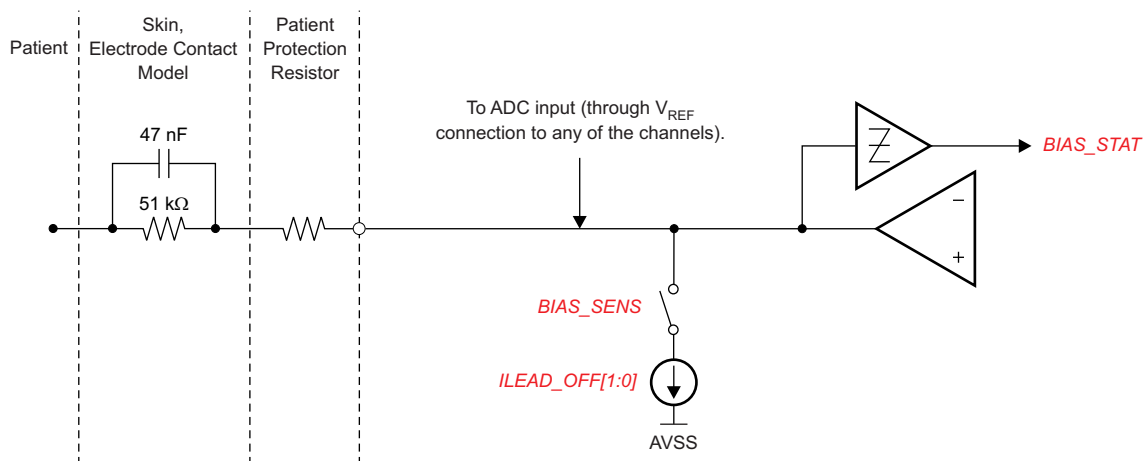 Patient
Skin,
Electrode Contact
Model
Patient
Protection
Resistor
47 nF
51 kΩ
To ADC input (through VREF
connection to any of the channels).
BIAS_STAT
−
+
BIAS_SENS
ILEAD_OFF[1:0]
AVSS